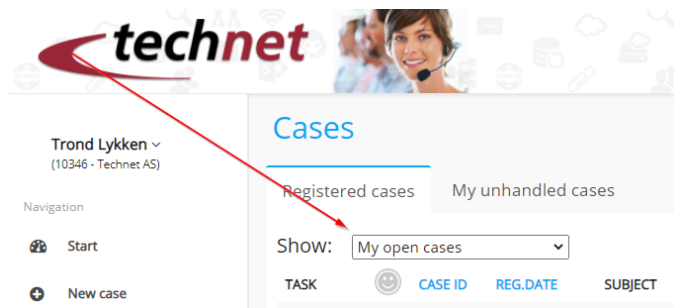 technet
Trond Lykken
(10346 - Technet AS)
Navigation
Start
New case
Cases
Registered cases My unhandled cases
Show: My open cases
TASK CASE ID REG.DATE SUBJECT